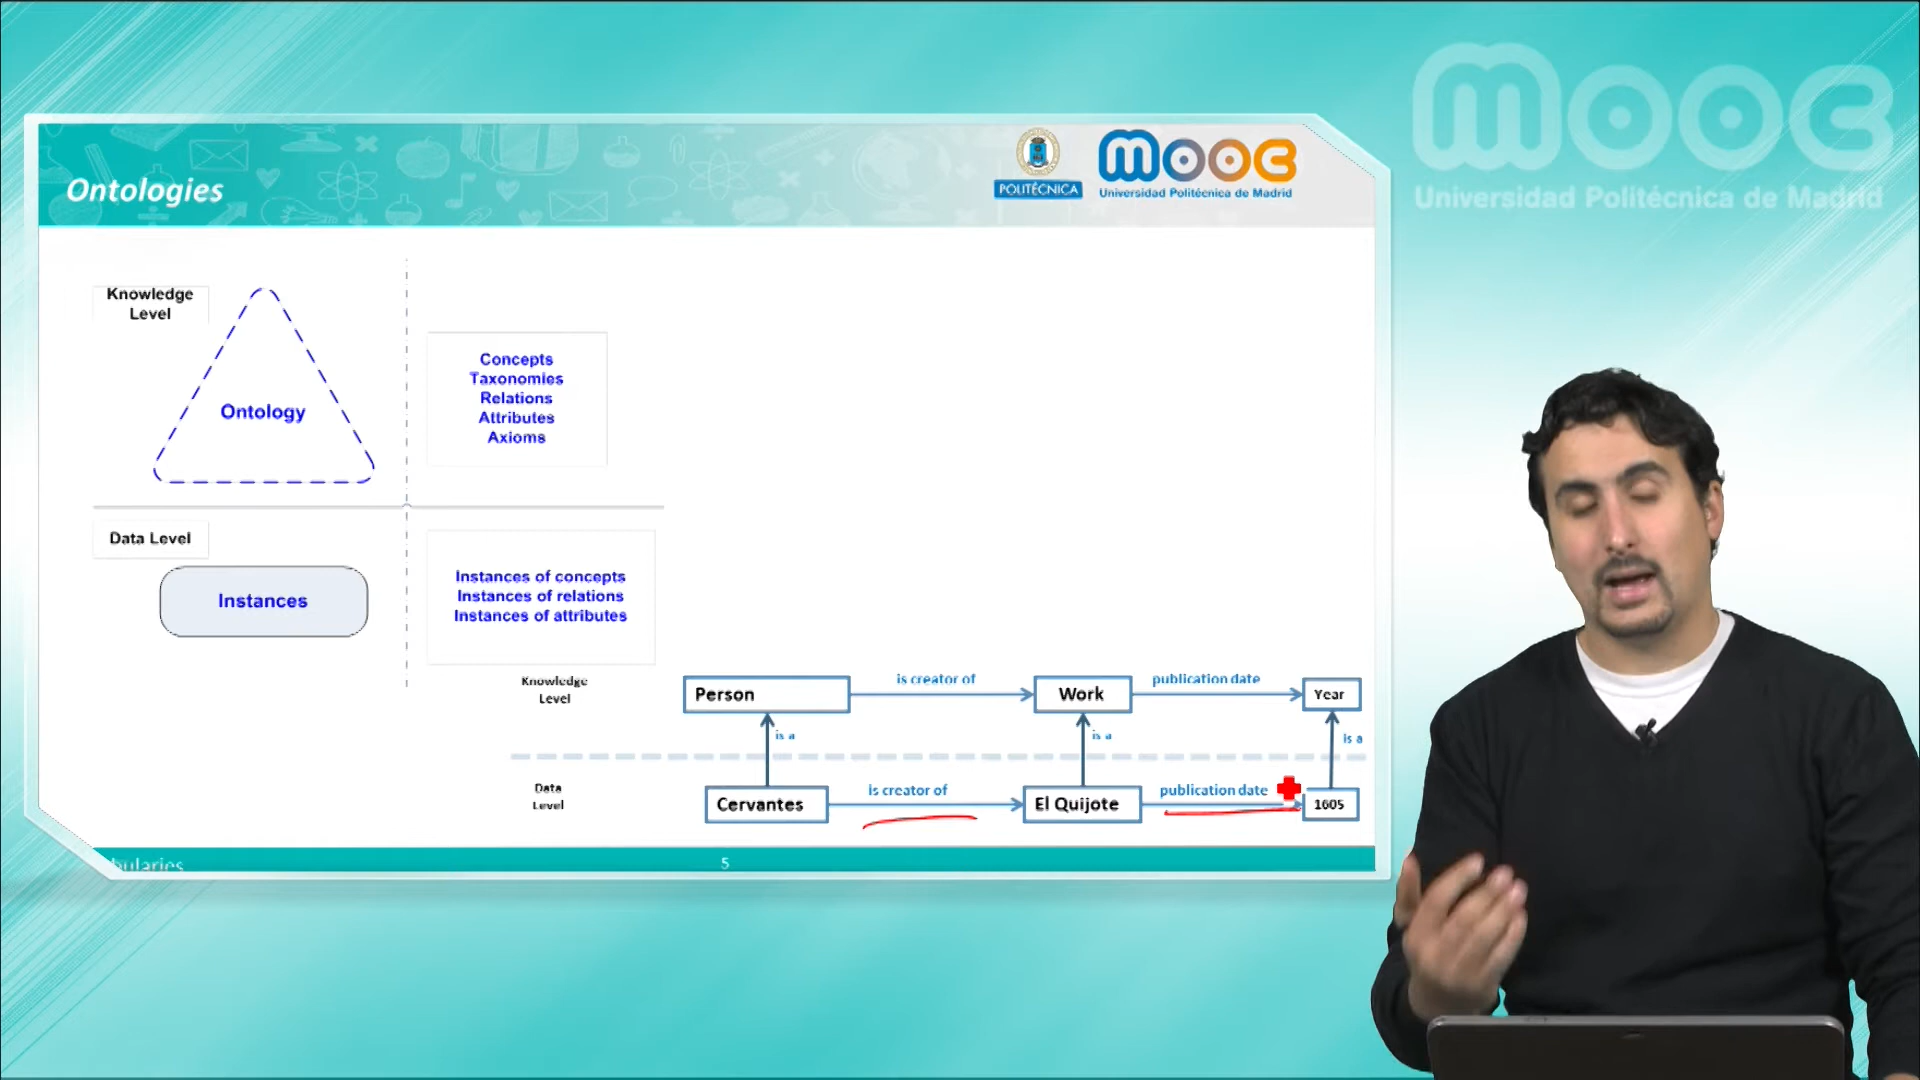 mooc
Universidad Politécnica de Madrid
Ontologies
POLITÉCNICA
mooc
Universidad Politécnica de Madrid
Knowledge
Level
Ontology
Concepts
Taxonomies
Relations
Attributes
Axioms
Data Level
Instances
Instances of concepts
Instances of relations
Instances of attributes
Knowledge
Level
Person
is creator of
Work
publication date
Year
is a
is a
is a
Data
Level
Cervantes
is creator of
El Quijote
publication date
1605
5